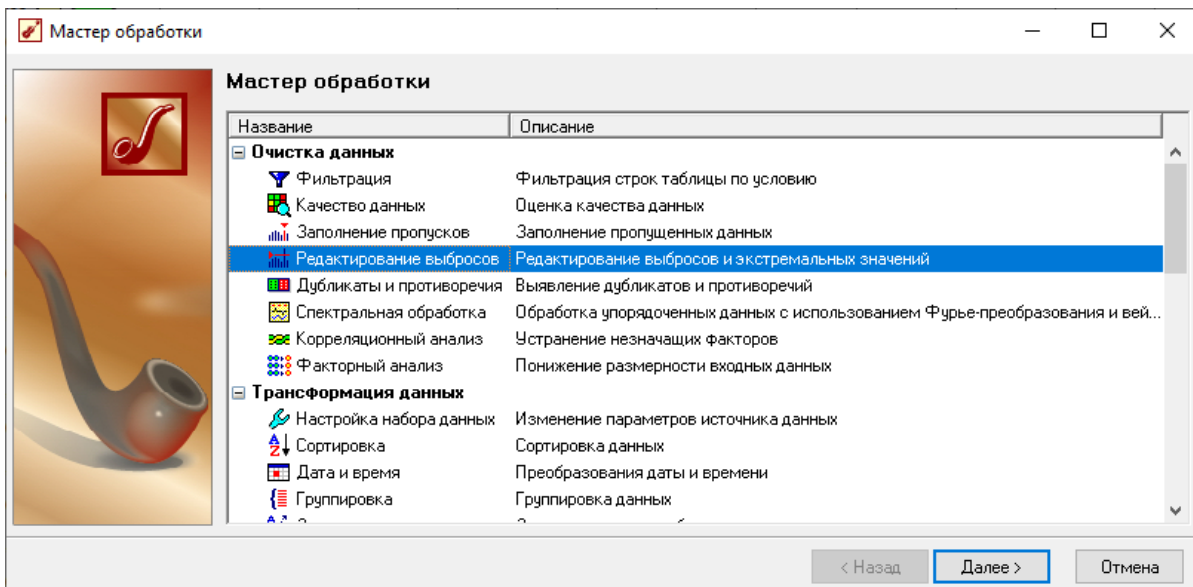 Мастер обработки
Мастер обработки
Название Описание
Очистка данных
Фильтрация Фильтрация строк таблицы по условию
Качество данных Оценка качества данных
Заполнение пропусков Заполнение пропущенных данных
Редактирование выбросов Редактирование выбросов и экстремальных значений
Дубликаты и противоречия Выявление дубликатов и противоречий
Спектральная обработка Обработка упорядоченных данных с использованием Фурье-преобразования и вей...
Корреляционный анализ Устранение незначащих факторов
Факторный анализ Понижение размерности входных данных
Трансформация данных
Настройка набора данных Изменение параметров источника данных
Сортировка Сортировка данных
Дата и время Преобразования даты и времени
Группировка Группировка данных
< Назад Далее > Отмена